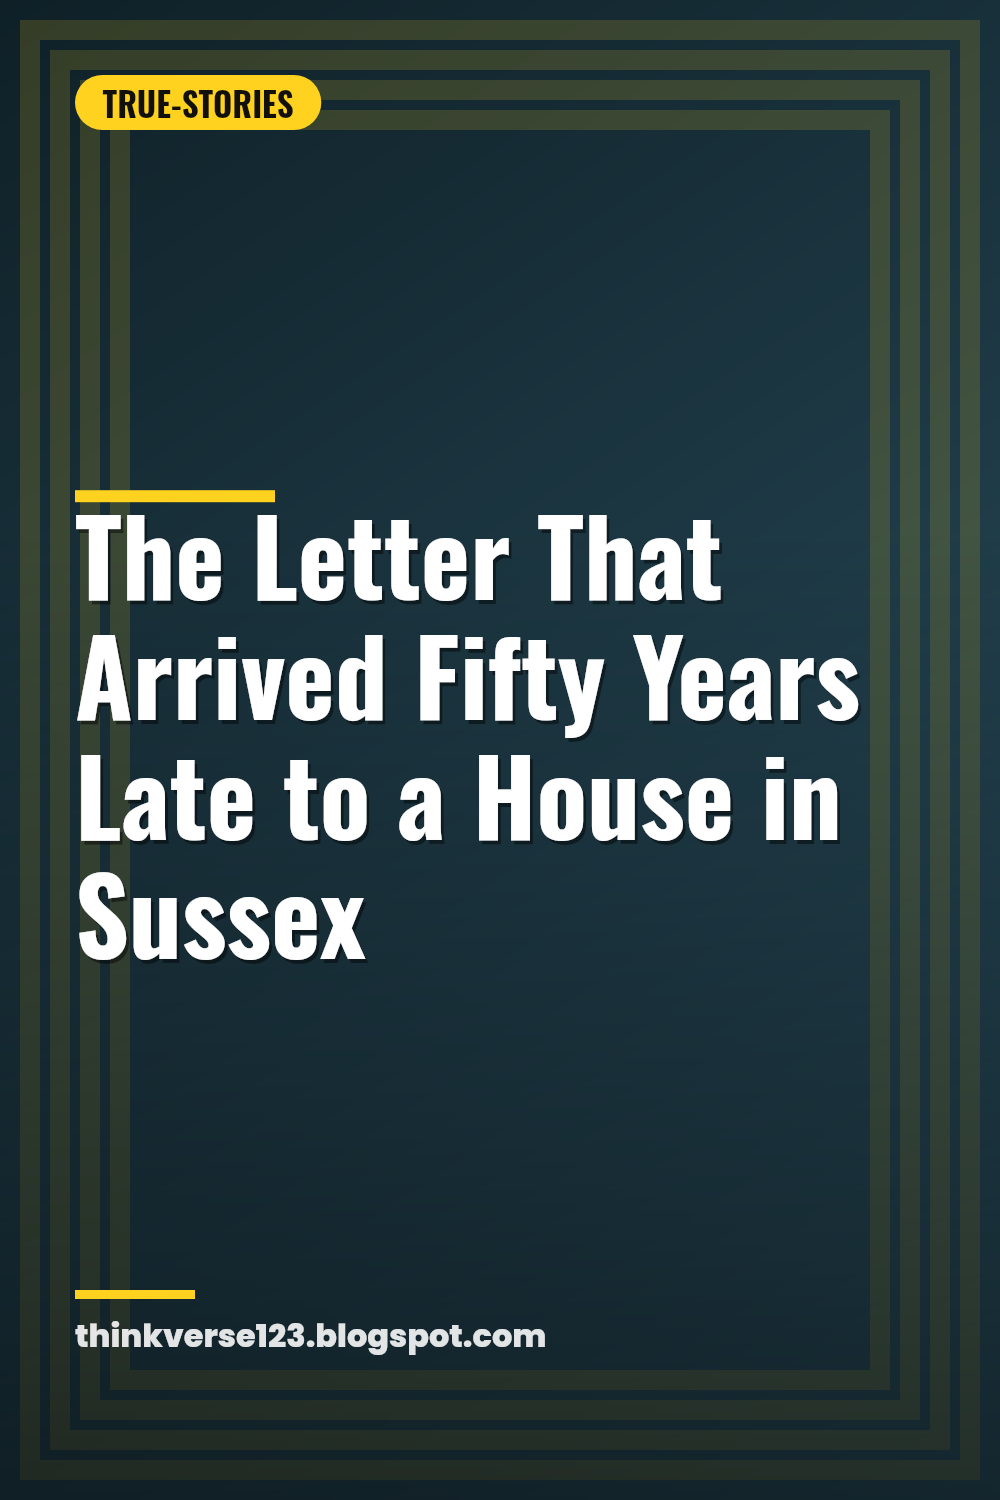 TRUE-STORIES
The Letter That
Arrived Fifty Years
Late to a House in
Sussex
thinkverse123.blogspot.com